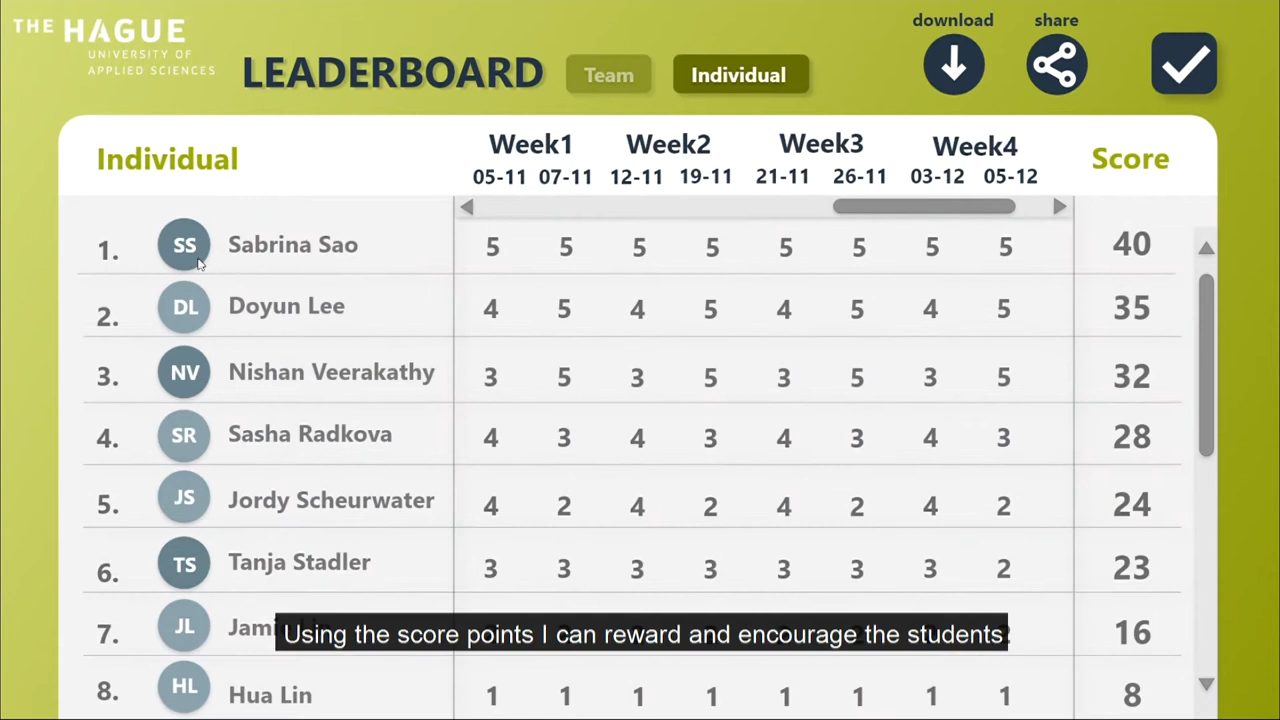 THE HAGUE
UNIVERSITY OF
APPLIED SCIENCES
LEADERBOARD
Team
Individual
download
share
Individual
Week1
Week2
Week3
Week4
Score
05-11 07-11 12-11 19-11 21-11 26-11 03-12 05-12
1. SS Sabrina Sao 5 5 5 5 5 5 5 5 40
2. DL Doyun Lee 4 5 4 5 4 5 4 5 35
3. NV Nishan Veerakathy 3 5 3 5 3 5 3 5 32
4. SR Sasha Radkova 4 3 4 3 4 3 4 3 28
5. JS Jordy Scheurwater 4 2 4 2 4 2 4 2 24
6. TS Tanja Stadler 3 3 3 3 3 3 3 2 23
7. JL 16
Using the score points I can reward and encourage the students
8. HL Hua Lin 1 1 1 1 1 1 1 1 8